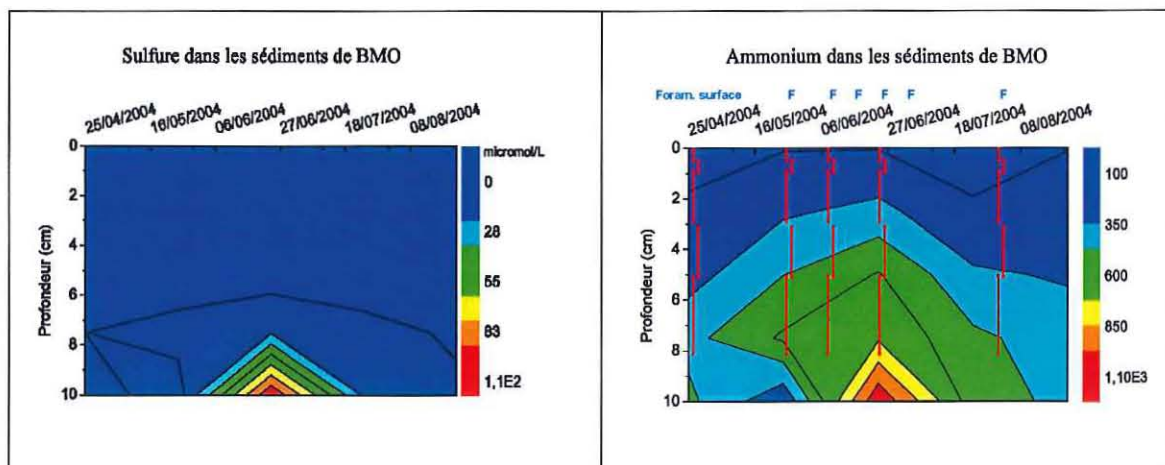 Sulfure dans les sédiments de BMO
25/04/2004 16/05/2004 06/06/2004 27/06/2004 18/07/2004 08/08/2004
micromol/L
0
28
55
83
1,1E2
Profondeur (cm)
0
2
4
6
8
10
Ammonium dans les sédiments de BMO
Foram. surface F F F F F F
25/04/2004 16/05/2004 06/06/2004 27/06/2004 18/07/2004 08/08/2004
Profondeur (cm)
0
2
4
6
8
10
100
350
600
850
1,10E3